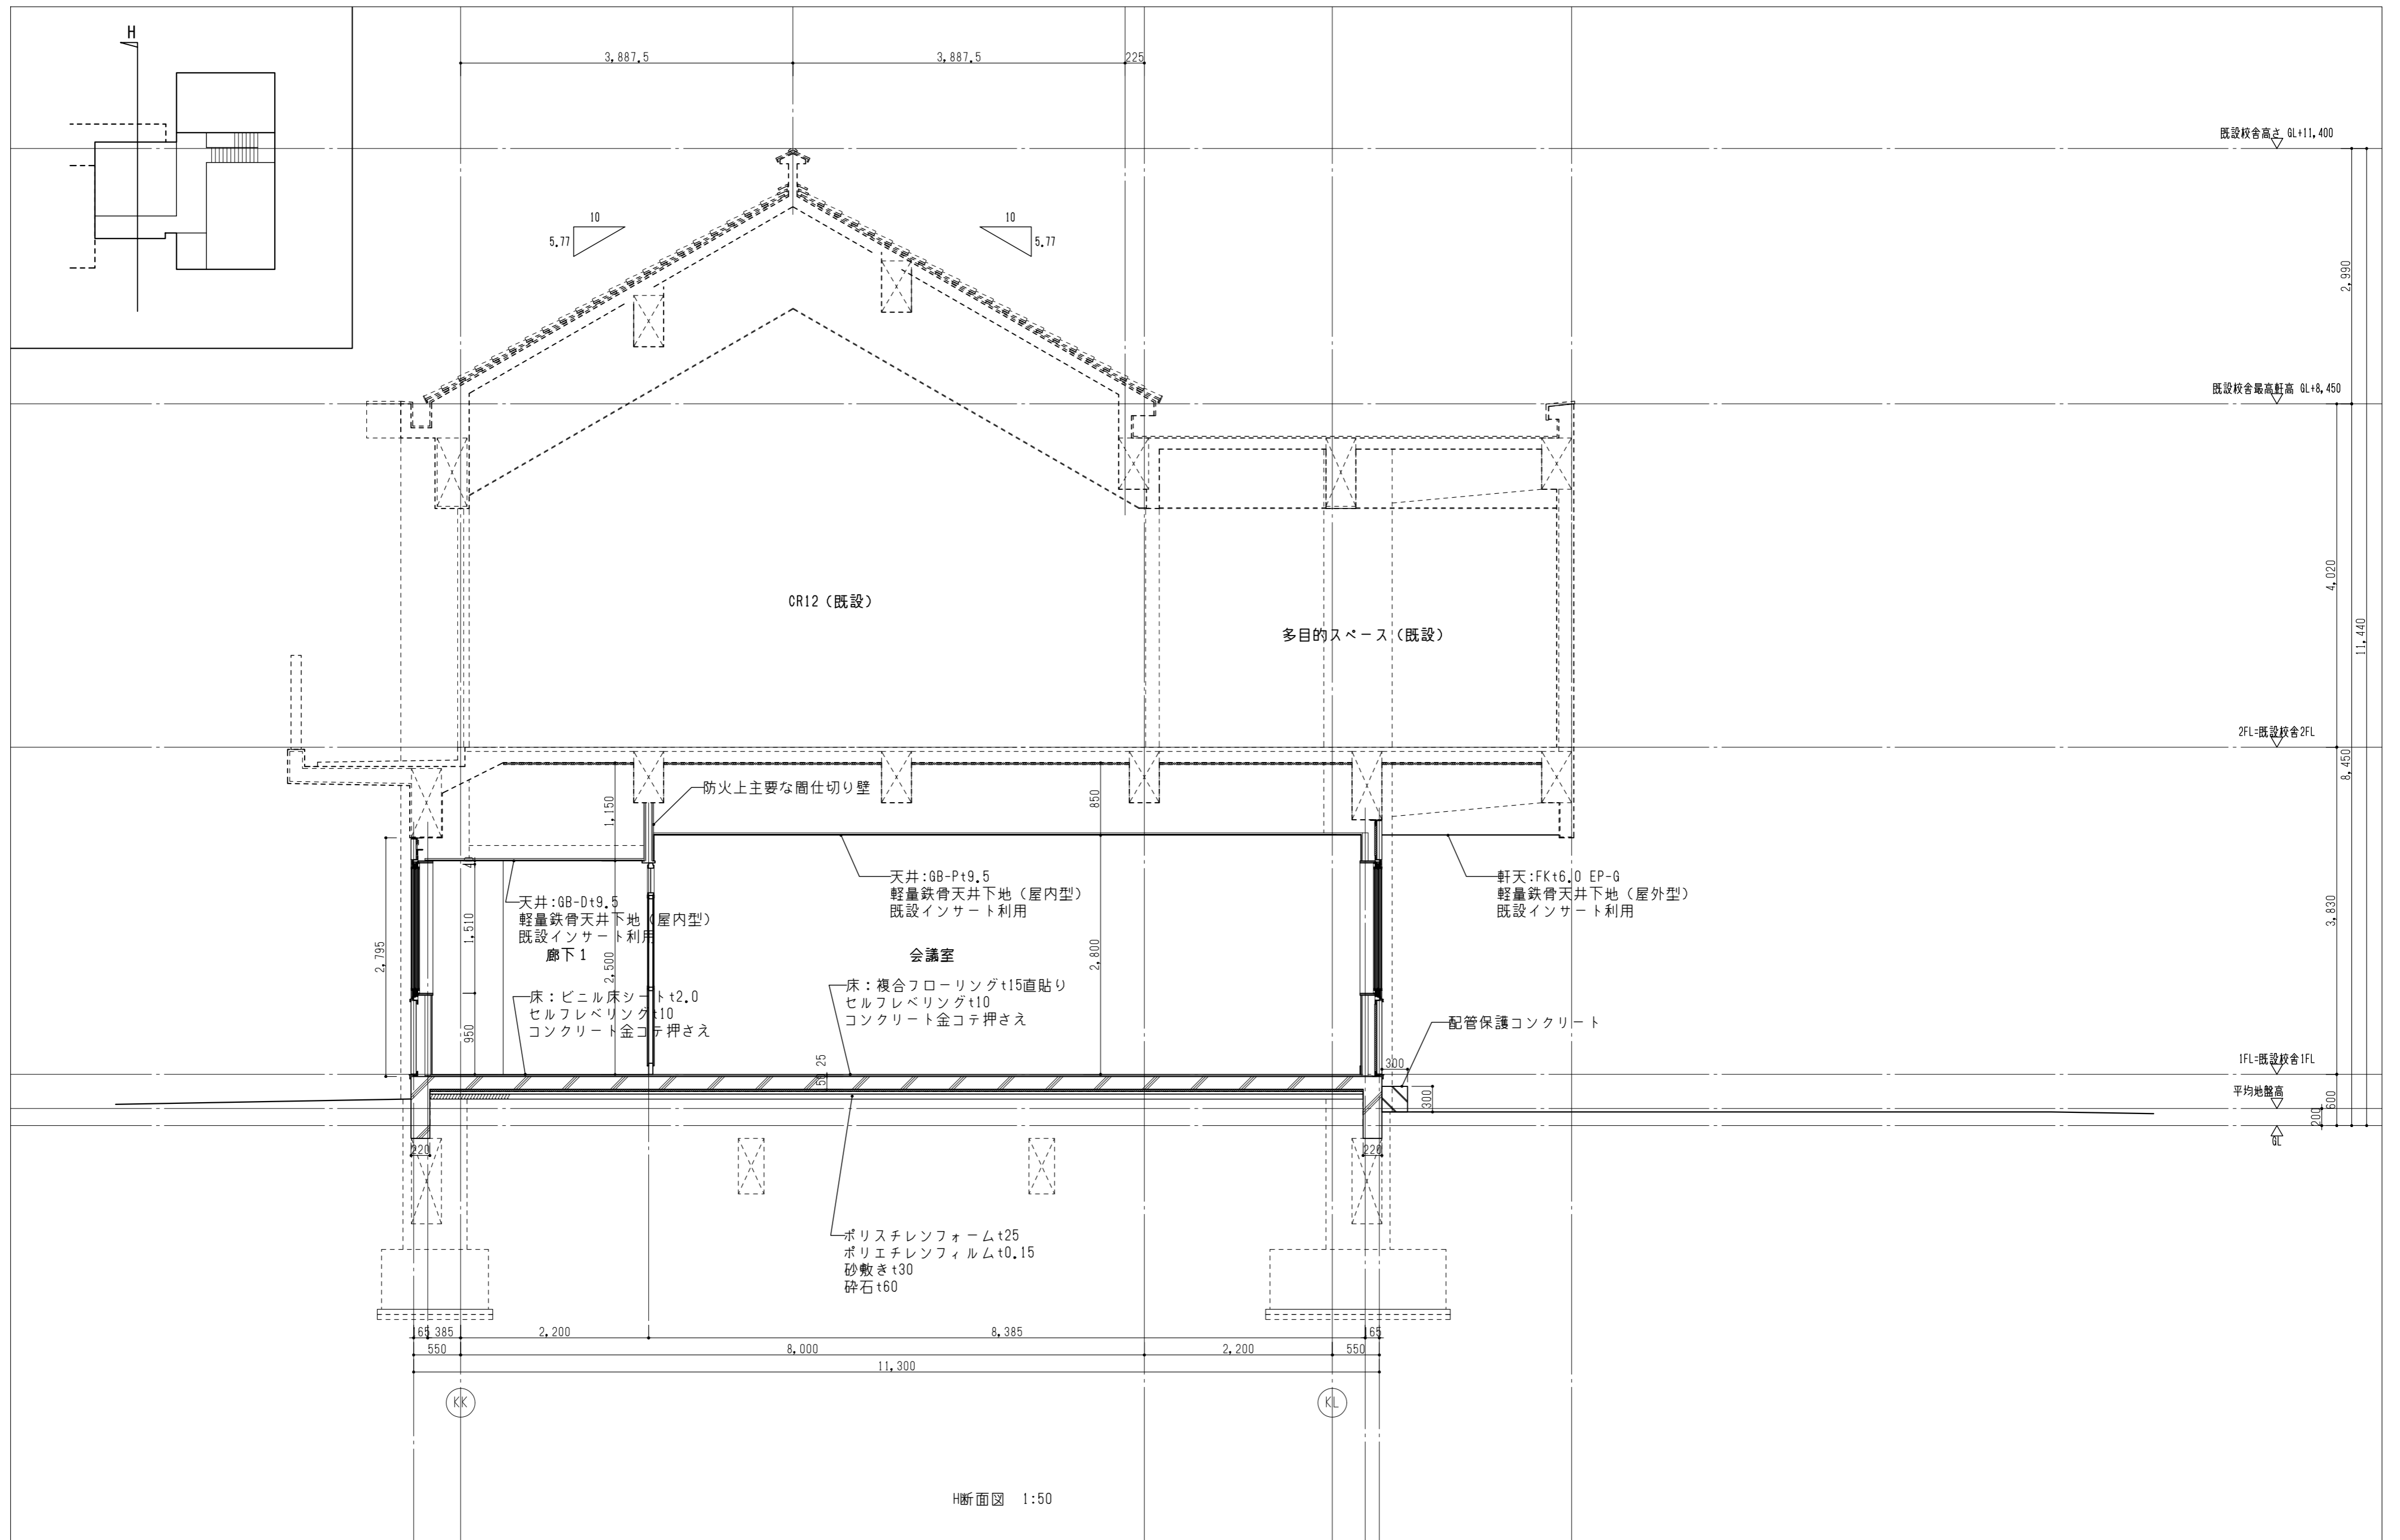 H
3,887.5
3,887.5
225
既設校舎高さ GL+11,400
10
5.77
10
5.77
2,990
既設校舎最高軒高 GL+8,450
CR12（既設）
多目的スペース（既設）
4,020
11,440
2FL=既設校舎2FL
8,450
防火上主要な間仕切り壁
1,150
850
40
天井:GB-Dt9.5
軽量鉄骨天井下地（屋内型）
既設インサート利用
廊下1
天井:GB-Pt9.5
軽量鉄骨天井下地（屋内型）
既設インサート利用
会議室
軒天:FKt6.0 EP-G
軽量鉄骨天井下地（屋外型）
既設インサート利用
3,830
2,795
1,510
2,500
2,800
950
床：ビニル床シートt2.0
セルフレベリングt10
コンクリート金コテ押さえ
床：複合フローリングt15直貼り
セルフレベリングt10
コンクリート金コテ押さえ
配管保護コンクリート
25
300
300
1FL=既設校舎1FL
平均地盤高
600
200
GL
220
220
ポリスチレンフォームt25
ポリエチレンフィルムt0.15
砂敷きt30
砕石t60
165
385
2,200
8,385
165
550
8,000
2,200
550
11,300
KK
KL
H断面図 1:50